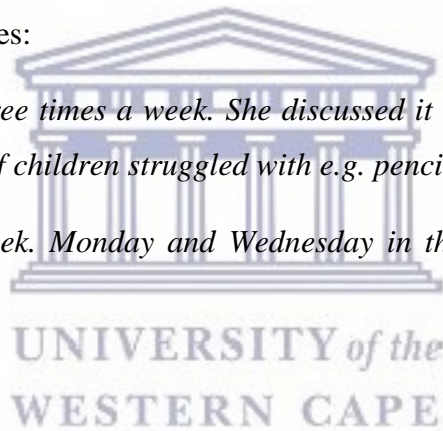 es:
ree times a week. She discussed it
f children struggled with e.g. penci
ek. Monday and Wednesday in th
UNIVERSITY of the
WESTERN CAPE